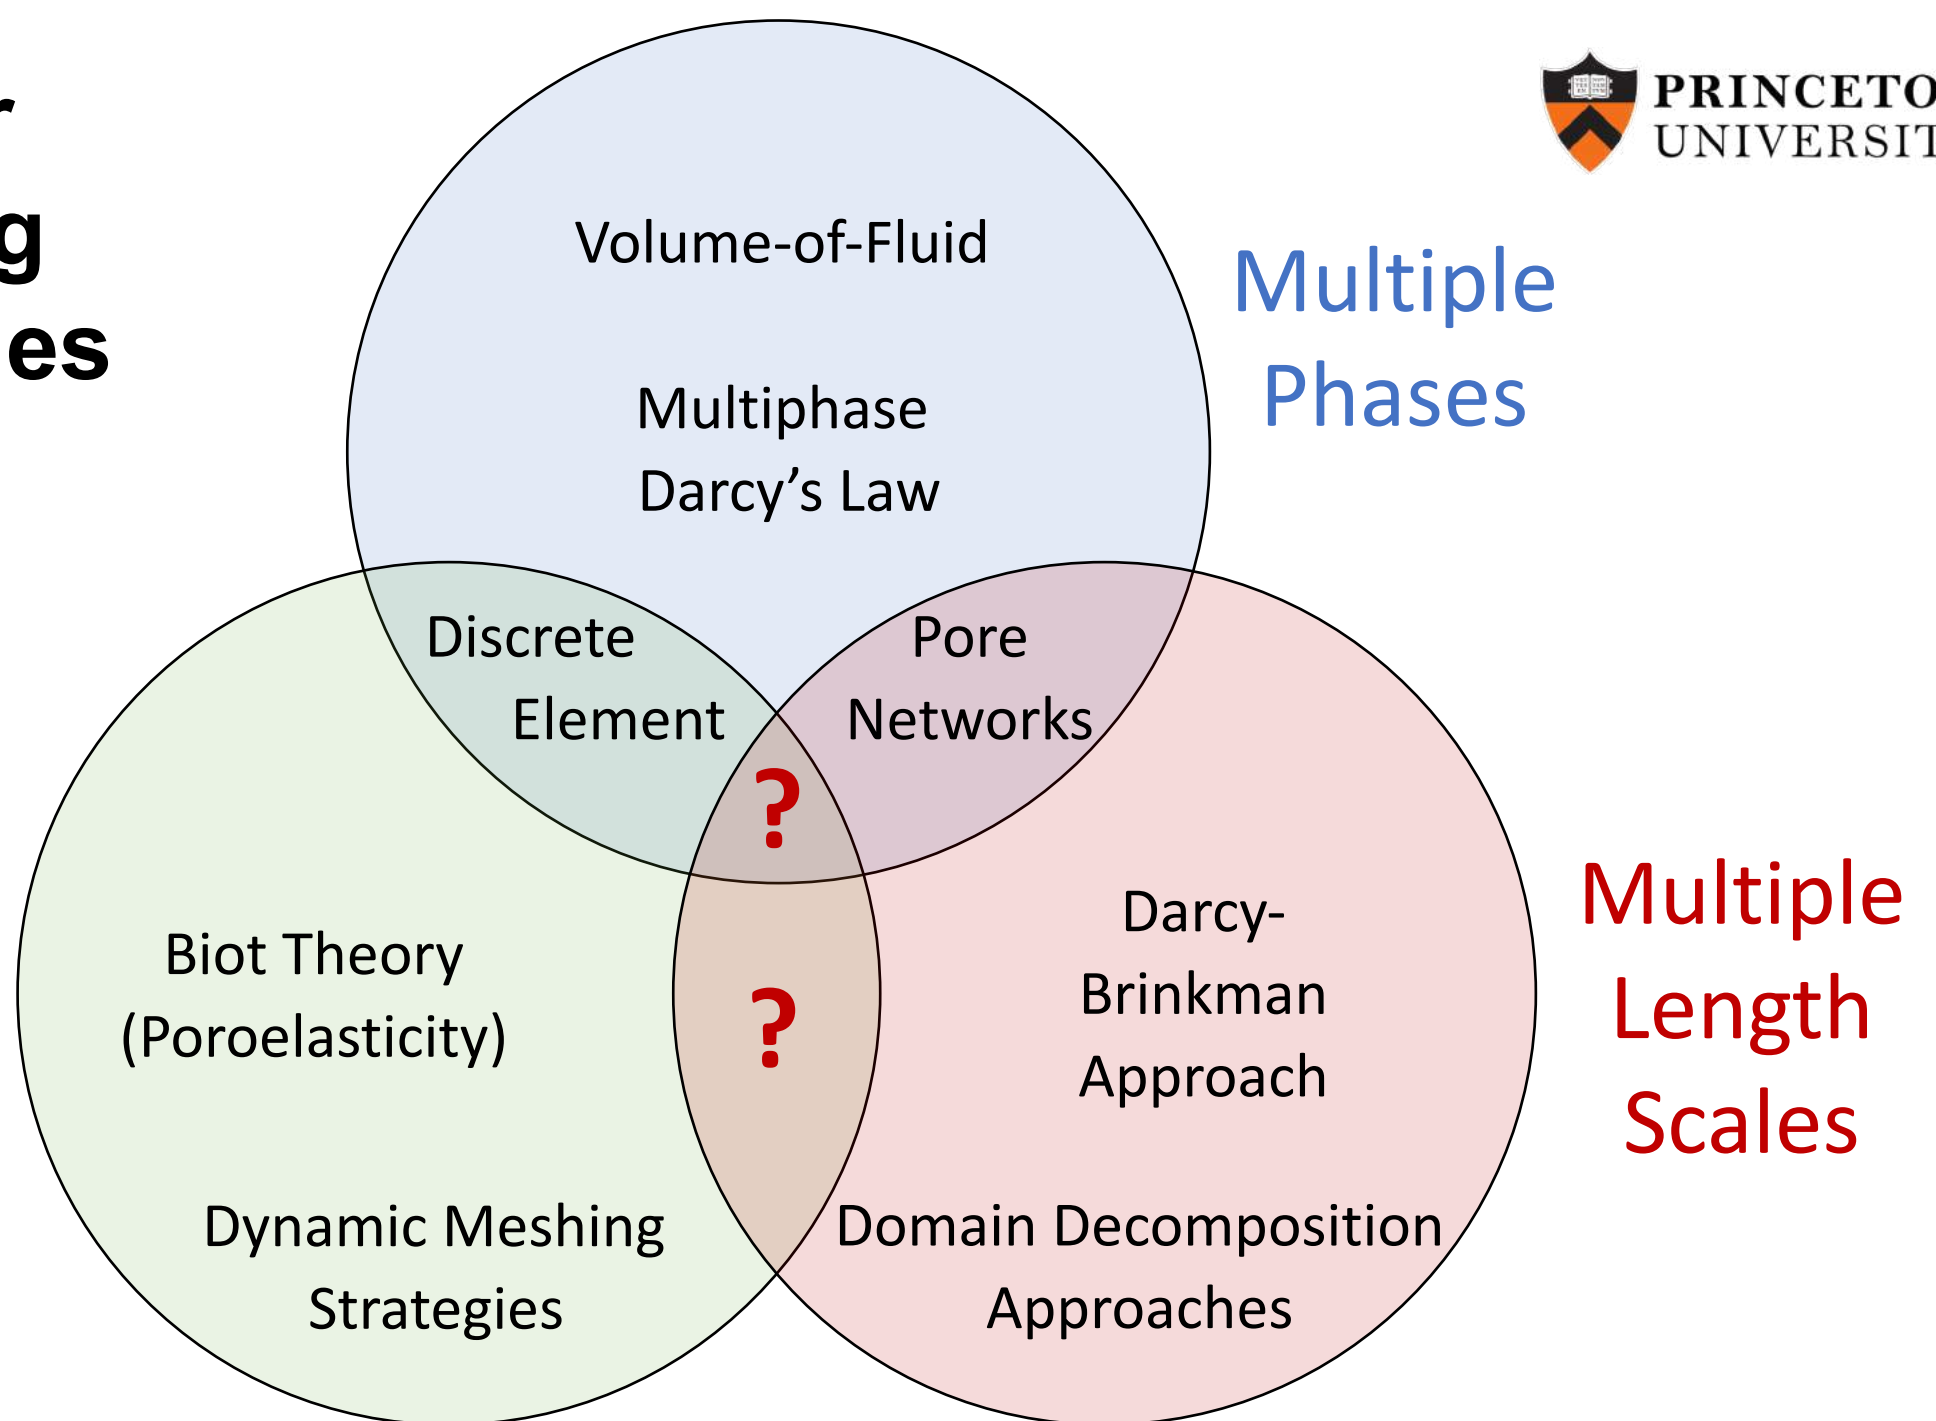 r
g
es
PRINCETO
UNIVERSIT
Volume-of-Fluid
Multiple
Phases
Multiphase
Darcy’s Law
Discrete
Element
Pore
Networks
?
Biot Theory
(Poroelasticity)
?
Darcy-
Brinkman
Approach
Multiple
Length
Scales
Dynamic Meshing
Strategies
Domain Decomposition
Approaches